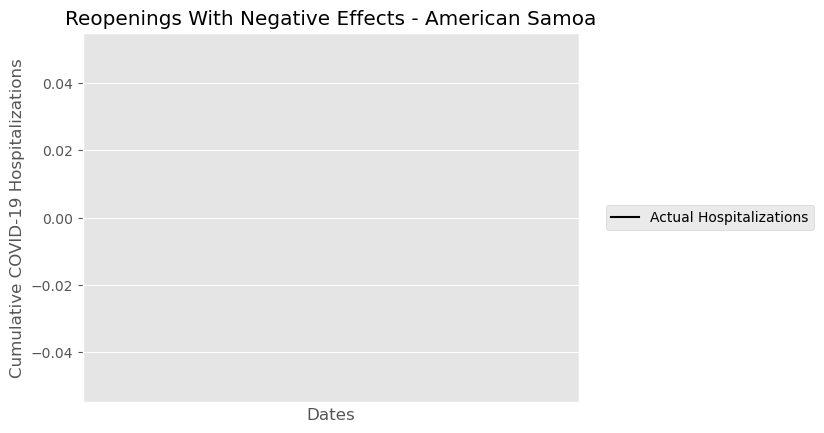 Reopenings With Negative Effects - American Samoa
Cumulative COVID-19 Hospitalizations
0.04
0.02
0.00
−0.02
−0.04
Dates
Actual Hospitalizations